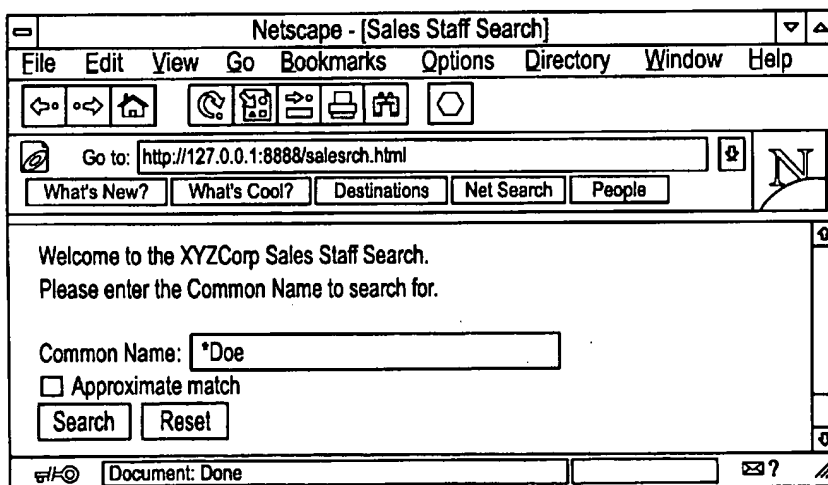 Netscape - [Sales Staff Search]
File Edit View Go Bookmarks Options Directory Window Help
Go to: http://127.0.0.1:8888/salesrch.html
N
What's New? What's Cool? Destinations Net Search People
Welcome to the XYZCorp Sales Staff Search.
Please enter the Common Name to search for.
Common Name: *Doe
Approximate match
Search Reset
Document: Done ?